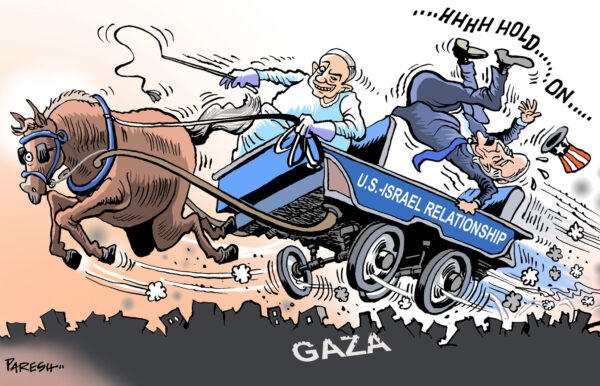 ....HHHH HOLD....
ON.....
U.S.-ISRAEL RELATIONSHIP
GAZA
PARESH..